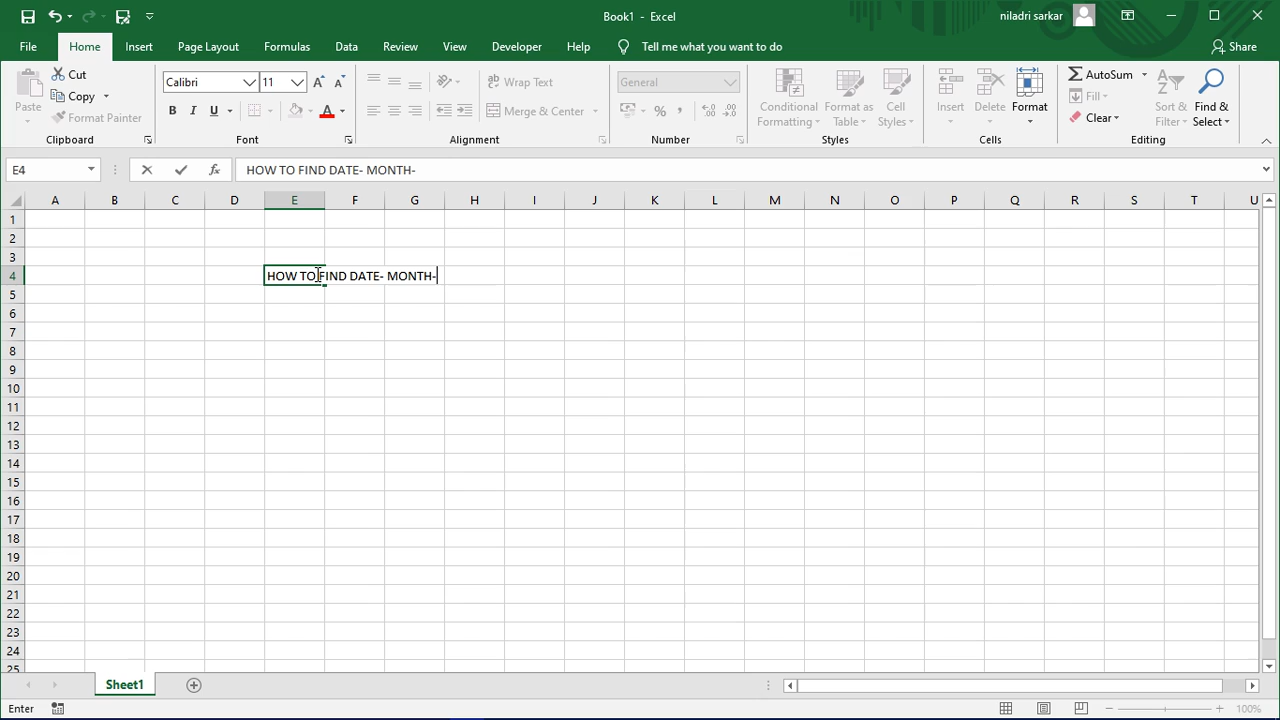 Book1 - Excel
niladri sarkar
File Home Insert Page Layout Formulas Data Review View Developer Help Tell me what you want to do Share
Paste
Cut
Copy
Format Painter
Clipboard
Calibri 11
B I U
Font
Wrap Text
Merge & Center
Alignment
General
Number
Conditional Formatting
Format as Table
Cell Styles
Styles
Insert Delete Format
Cells
AutoSum
Fill
Clear
Sort & Filter
Find & Select
Editing
E4 fx HOW TO FIND DATE- MONTH-
A B C D E F G H I J K L M N O P Q R S T U
1
2
3
4 HOW TO FIND DATE- MONTH-
5
6
7
8
9
10
11
12
13
14
15
16
17
18
19
20
21
22
23
24
25
Sheet1
Enter 100%